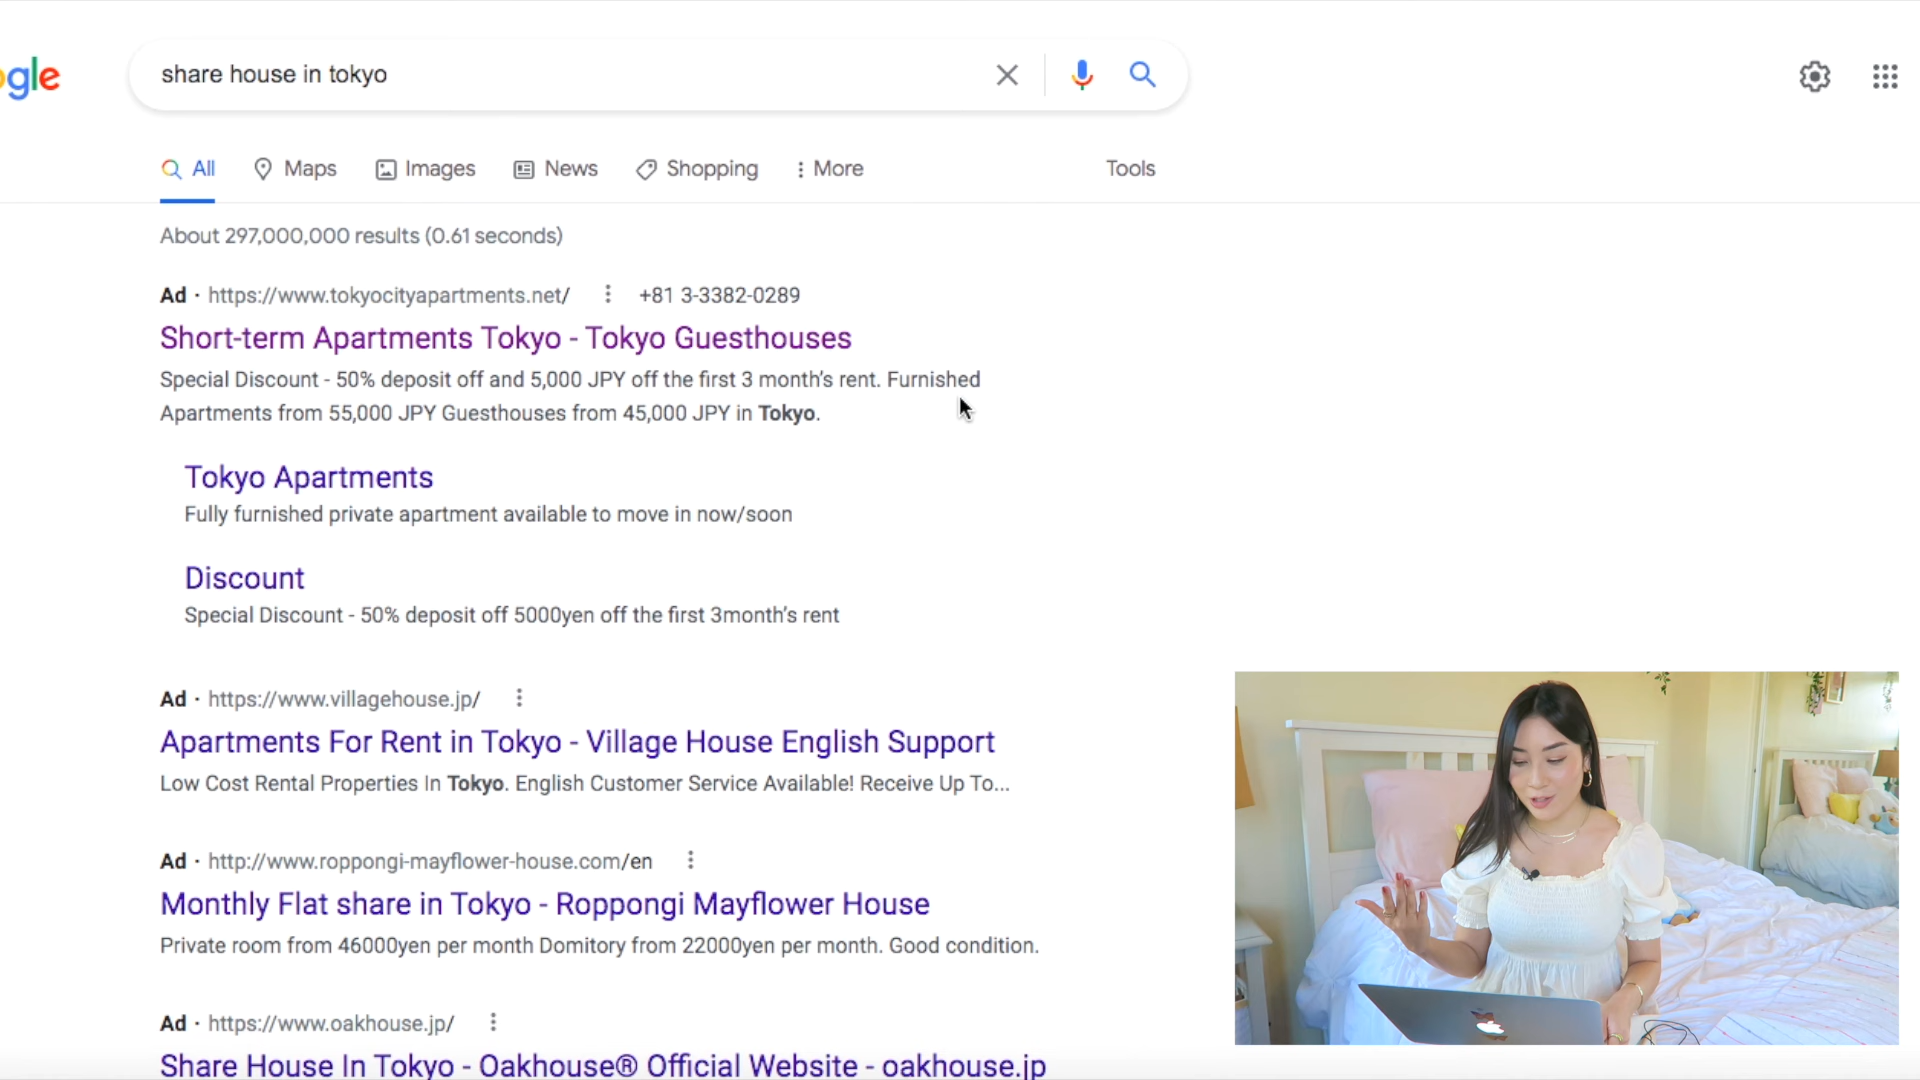 ogle
share house in tokyo
All Maps Images News Shopping More Tools
About 297,000,000 results (0.61 seconds)
Ad · https://www.tokyocityapartments.net/ +81 3-3382-0289
Short-term Apartments Tokyo - Tokyo Guesthouses
Special Discount - 50% deposit off and 5,000 JPY off the first 3 month's rent. Furnished
Apartments from 55,000 JPY Guesthouses from 45,000 JPY in Tokyo.
Tokyo Apartments
Fully furnished private apartment available to move in now/soon
Discount
Special Discount - 50% deposit off 5000yen off the first 3month's rent
Ad · https://www.villagehouse.jp/
Apartments For Rent in Tokyo - Village House English Support
Low Cost Rental Properties In Tokyo. English Customer Service Available! Receive Up To...
Ad · http://www.roppongi-mayflower-house.com/en
Monthly Flat share in Tokyo - Roppongi Mayflower House
Private room from 46000yen per month Domitory from 22000yen per month. Good condition.
Ad · https://www.oakhouse.jp/
Share House In Tokyo - Oakhouse® Official Website - oakhouse.jp